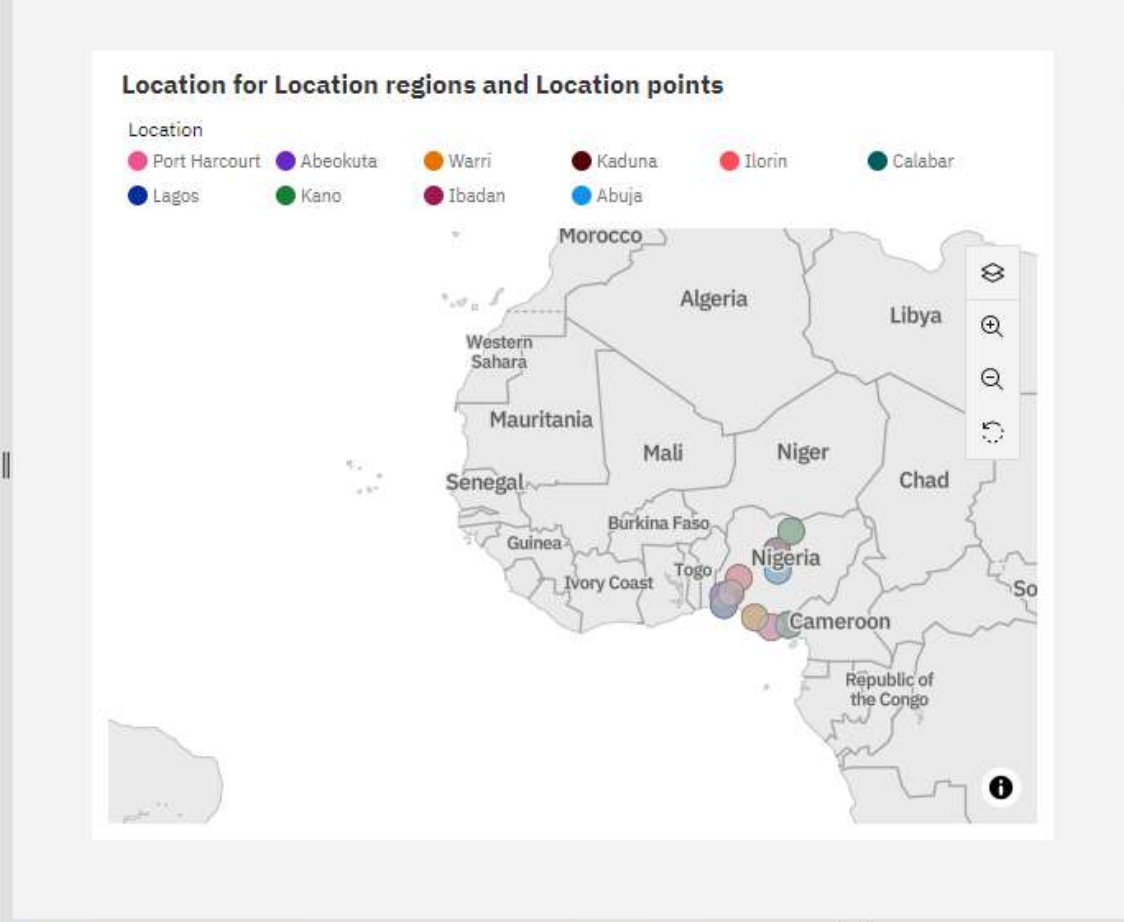 Location for Location regions and Location points
Location
Port Harcourt Abeokuta Warri Kaduna Ilorin Calabar
Lagos Kano Ibadan Abuja
Morocco
Algeria
Libya
Western
Sahara
Mauritania
Mali
Niger
Chad
Senegal
Burkina Faso
Guinea
Nigeria
Togo
Ivory Coast
So
Cameroon
Republic of
the Congo